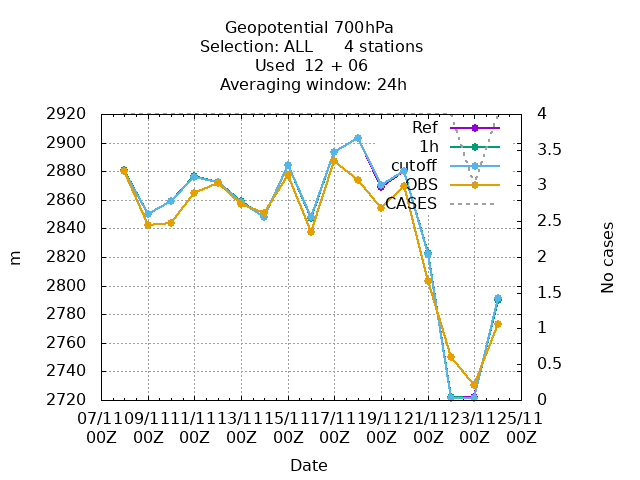 Geopotential 700hPa
Selection: ALL      4 stations
Used  12 + 06
Averaging window: 24h
2920
2900
2880
2860
2840
2820
2800
2780
2760
2740
2720
m
4
3.5
3
2.5
2
1.5
1
0.5
0
No cases
Ref
1h
cutoff
OBS
CASES
07/11 09/11 11/11 13/11 15/11 17/11 19/11 21/11 23/11 25/11
00Z 00Z 00Z 00Z 00Z 00Z 00Z 00Z 00Z 00Z
Date